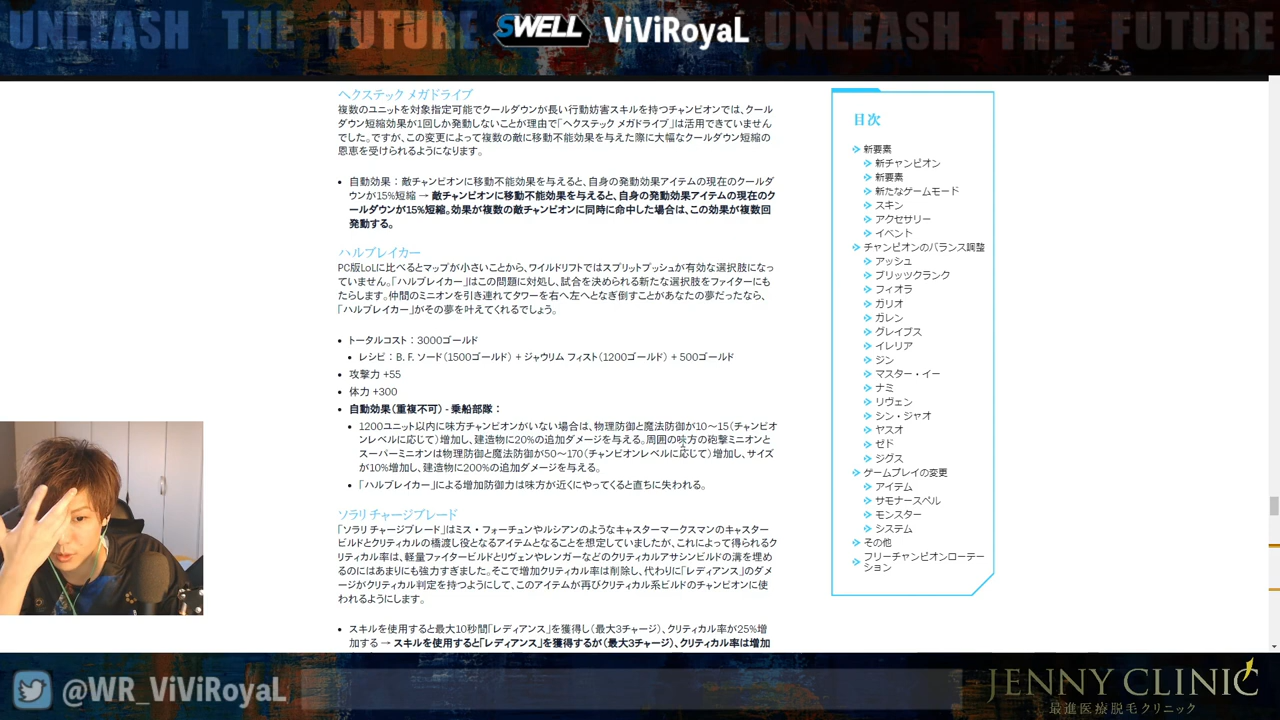 UNLEASH THE FUTURE SWELL ViViRoyaL UNLEASH THE FUTURE
ヘクステック メガドライブ
複数のユニットを対象指定可能でクールダウンが長い行動妨害スキルを持つチャンピオンでは、クール
ダウン短縮効果が1回しか発動しないことが理由で「ヘクステック メガドライブ」は活用できていません
でした。ですが、この変更によって複数の敵に移動不能効果を与えた際に大幅なクールダウン短縮の
恩恵を受けられるようになります。
• 自動効果：敵チャンピオンに移動不能効果を与えると、自身の発動効果アイテムの現在のクールダ
ウンが15%短縮 → 敵チャンピオンに移動不能効果を与えると、自身の発動効果アイテムの現在のク
ールダウンが15%短縮。効果が複数の敵チャンピオンに同時に命中した場合は、この効果が複数回
発動する。
ハルブレイカー
PC版LoLに比べるとマップが小さいことから、ワイルドリフトではスプリットプッシュが有効な選択肢になっ
ていません。「ハルブレイカー」はこの問題に対処し、試合を決められる新たな選択肢をファイターにも
たらします。仲間のミニオンを引き連れてタワーを右へ左へとなぎ倒すことがあなたの夢だったなら、
「ハルブレイカー」がその夢を叶えてくれるでしょう。
• トータルコスト：3000ゴールド
• レシピ：B. F. ソード（1500ゴールド） + ジャウリム フィスト（1200ゴールド） + 500ゴールド
• 攻撃力 +55
• 体力 +300
• 自動効果（重複不可） - 乗船部隊：
• 1200ユニット以内に味方チャンピオンがいない場合は、物理防御と魔法防御が10～15（チャンピオ
ンレベルに応じて）増加し、建造物に20%の追加ダメージを与える。周囲の味方の砲撃ミニオンと
スーパーミニオンは物理防御と魔法防御が50～170（チャンピオンレベルに応じて）増加し、サイズ
が10%増加し、建造物に200%の追加ダメージを与える。
• 「ハルブレイカー」による増加防御力は味方が近くにやってくると直ちに失われる。
ソラリ チャージブレード
「ソラリ チャージブレード」はミス・フォーチュンやルシアンのようなキャスターマークスマンのキャスター
ビルドとクリティカルの橋渡し役となるアイテムとなることを想定していましたが、これによって得られるク
リティカル率は、軽量ファイタービルドとリヴェンやレンガーなどのクリティカルアサシンビルドの溝を埋め
るのにはあまりにも強力すぎました。そこで増加クリティカル率は削除し、代わりに「レディアンス」のダメ
ージがクリティカル判定を持つようにして、このアイテムが再びクリティカル系ビルドのチャンピオンに使
われるようにします。
• スキルを使用すると最大10秒間「レディアンス」を獲得し（最大3チャージ）、クリティカル率が25%増
加する → スキルを使用すると「レディアンス」を獲得するが（最大3チャージ）、クリティカル率は増加
目次
新要素
新チャンピオン
新要素
新たなゲームモード
スキン
アクセサリー
イベント
チャンピオンのバランス調整
アッシュ
ブリッツクランク
フィオラ
ガリオ
ガレン
グレイブス
イレリア
ジン
マスター・イー
ナミ
リヴェン
シン・ジャオ
ヤスオ
ゼド
ジグス
ゲームプレイの変更
アイテム
サモナースペル
モンスター
システム
その他
フリーチャンピオンローテー
ション
@WR_ViViRoyaL
JENNY CLINIC
最進医療脱毛クリニック